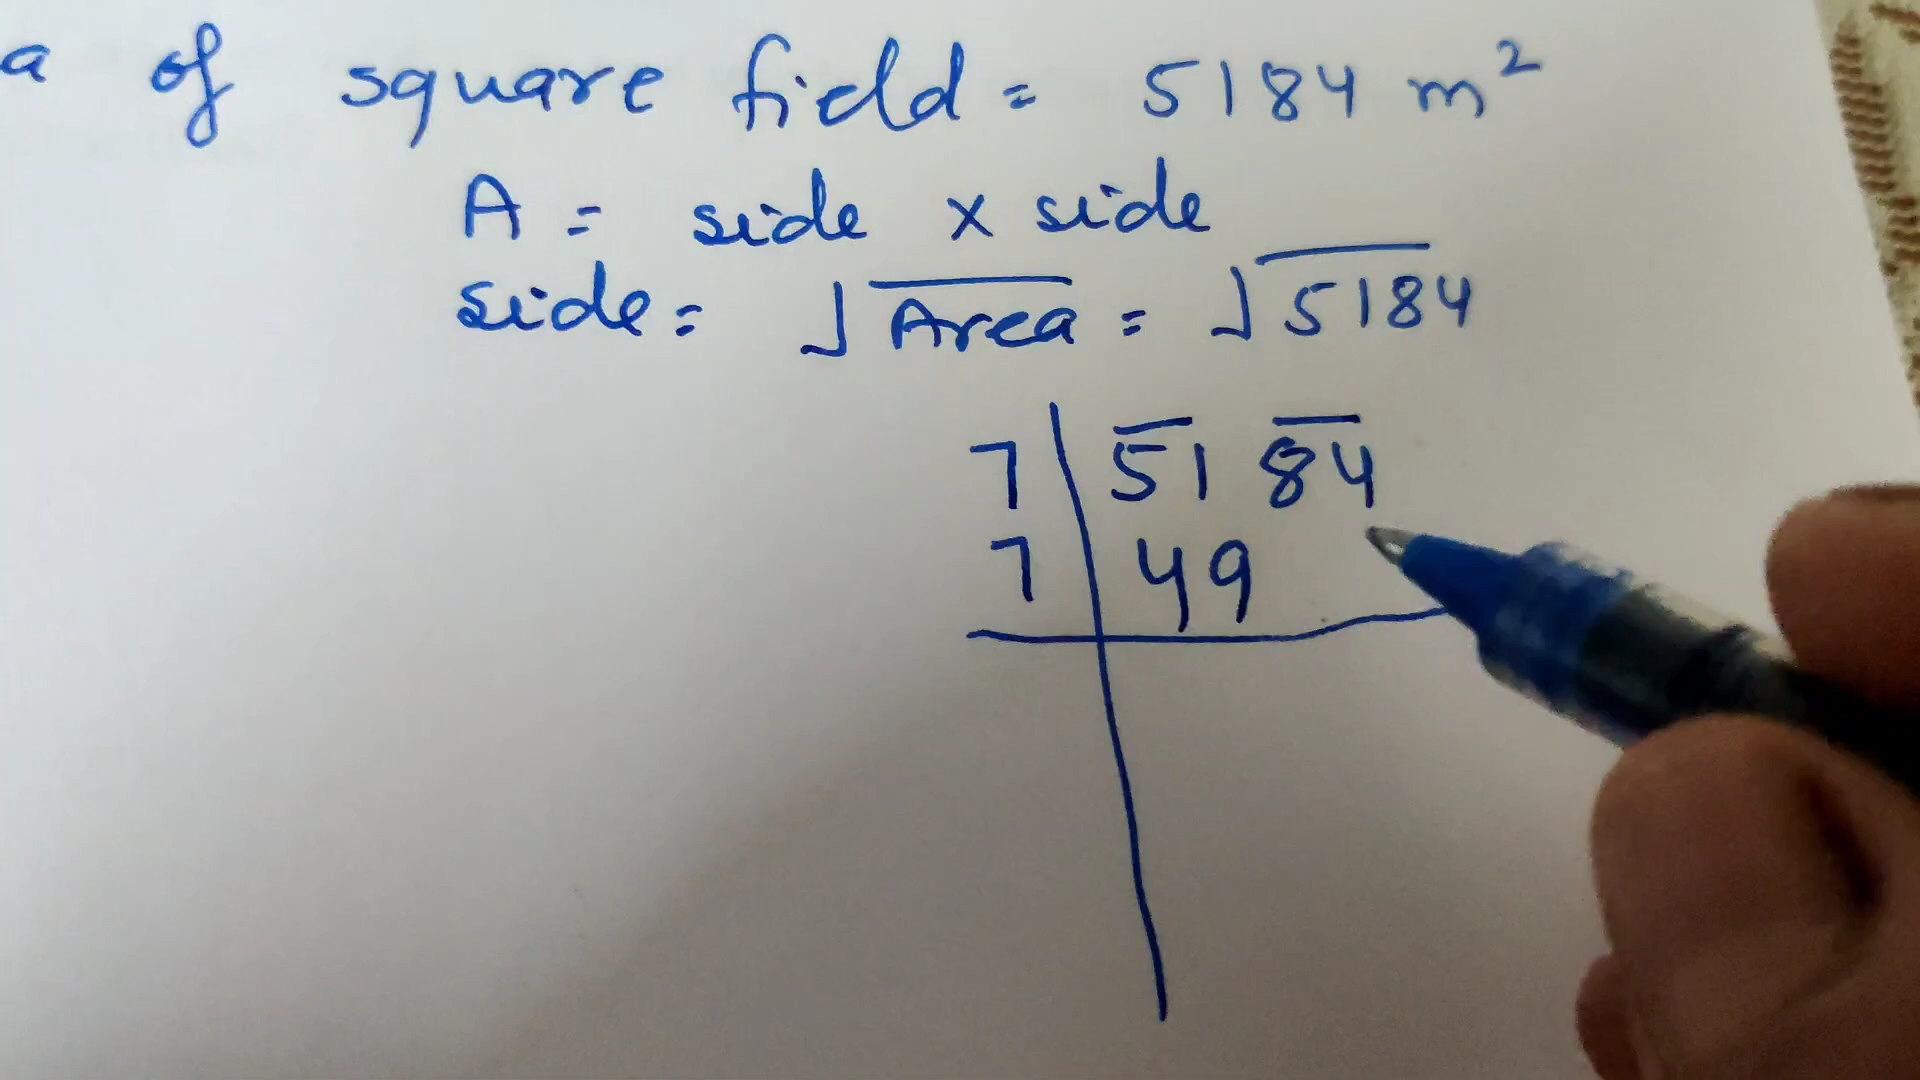 a of square field = 5184 m²
A = side x side
side = √Area = √5184
7 51 84
7 49